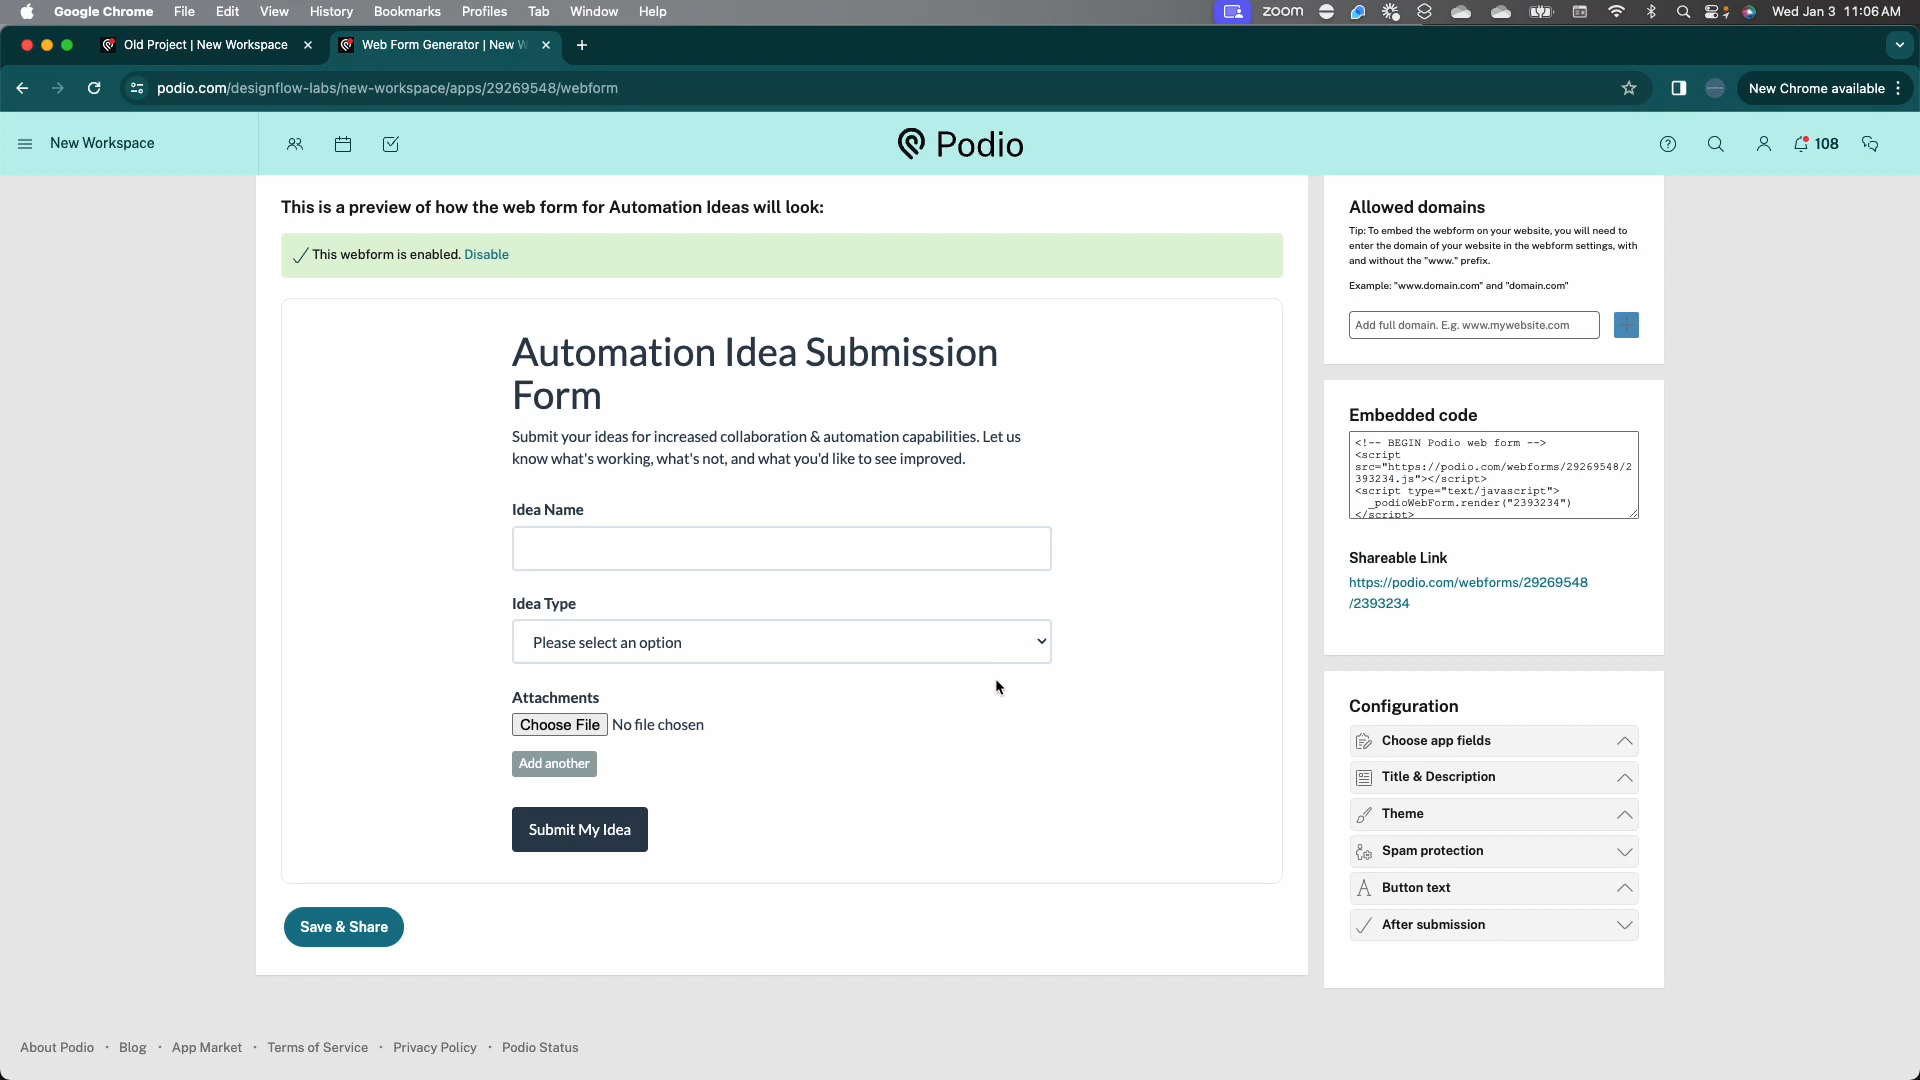 Google Chrome File Edit View History Bookmarks Profiles Tab Window Help zoom Wed Jan 3 11:06 AM
Old Project | New Workspace Web Form Generator | New W
podio.com/designflow-labs/new-workspace/apps/29269548/webform New Chrome available
New Workspace Podio 108
This is a preview of how the web form for Automation Ideas will look:
This webform is enabled. Disable
Automation Idea Submission
Form
Submit your ideas for increased collaboration & automation capabilities. Let us
know what's working, what's not, and what you'd like to see improved.
Idea Name
Idea Type
Please select an option
Attachments
Choose File No file chosen
Add another
Submit My Idea
Save & Share
Allowed domains
Tip: To embed the webform on your website, you will need to
enter the domain of your website in the webform settings, with
and without the "www." prefix.
Example: "www.domain.com" and "domain.com"
Add full domain. E.g. www.mywebsite.com
Embedded code
<!-- BEGIN Podio web form -->
<script
src="https://podio.com/webforms/29269548/2
393234.js"></script>
<script type="text/javascript">
_podioWebForm.render("2393234")
</script>
Shareable Link
https://podio.com/webforms/29269548
/2393234
Configuration
Choose app fields
Title & Description
Theme
Spam protection
Button text
After submission
About Podio · Blog · App Market · Terms of Service · Privacy Policy · Podio Status